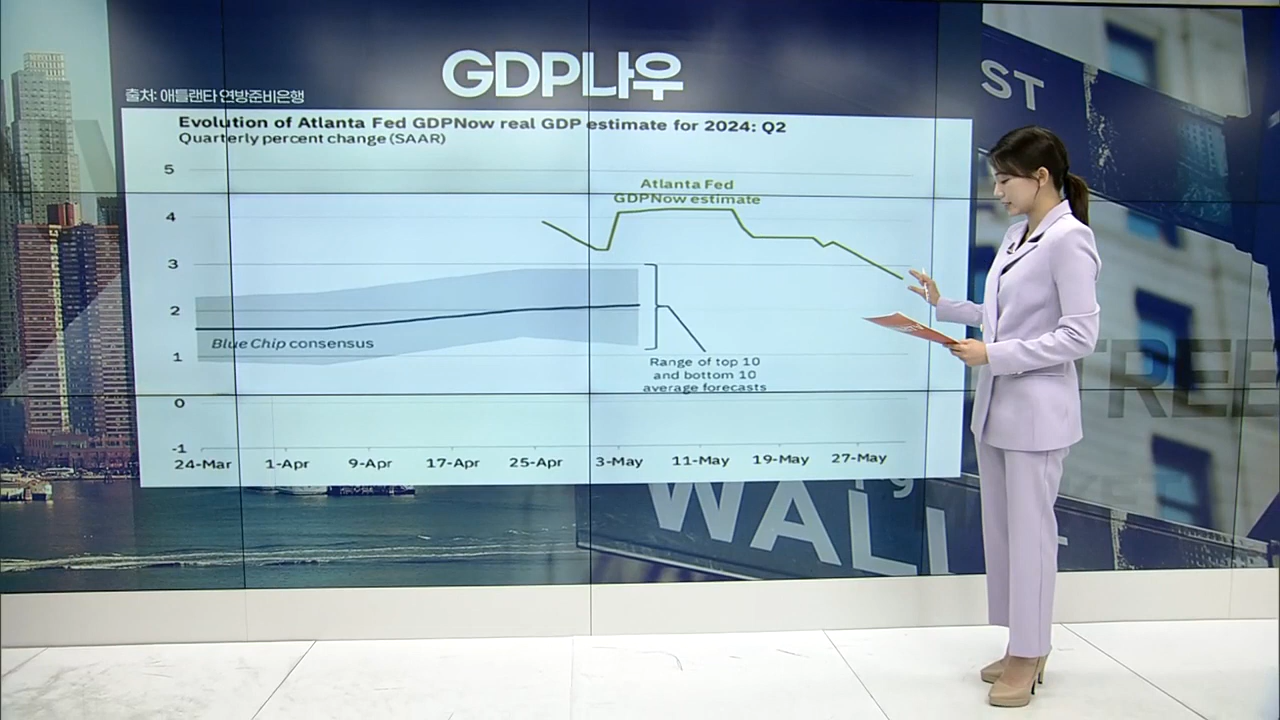 GDP나우
출처: 애틀랜타 연방준비은행
Evolution of Atlanta Fed GDPNow real GDP estimate for 2024: Q2
Quarterly percent change (SAAR)
5
4
3
2
1
0
-1
Atlanta Fed
GDPNow estimate
Blue Chip consensus
Range of top 10
and bottom 10
average forecasts
24-Mar 1-Apr 9-Apr 17-Apr 25-Apr 3-May 11-May 19-May 27-May
ST
TREE
WALL